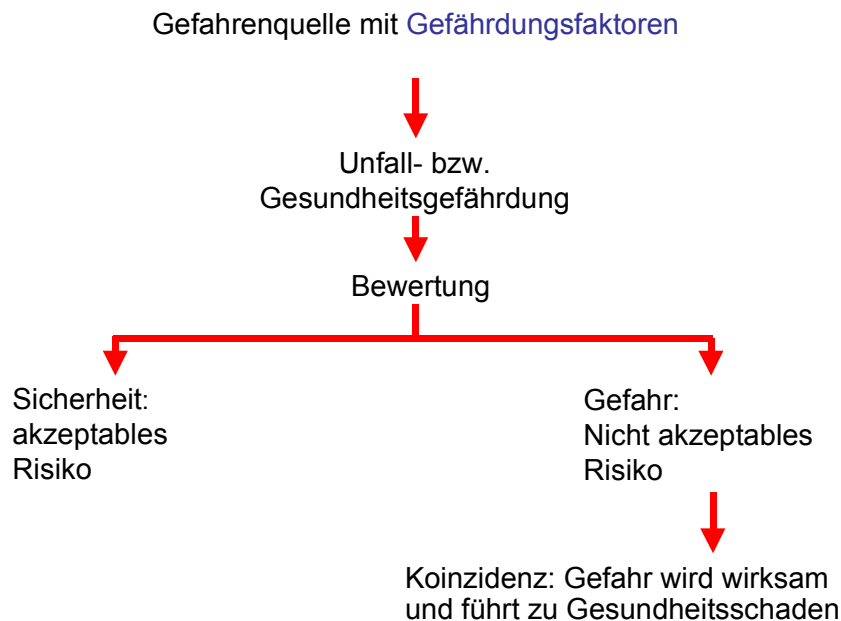 Gefahrenquelle mit Gefährdungsfaktoren
Unfall- bzw.
Gesundheitsgefährdung
Bewertung
Sicherheit:
akzeptables
Risiko
Gefahr:
Nicht akzeptables
Risiko
Koinzidenz: Gefahr wird wirksam
und führt zu Gesundheitsschaden